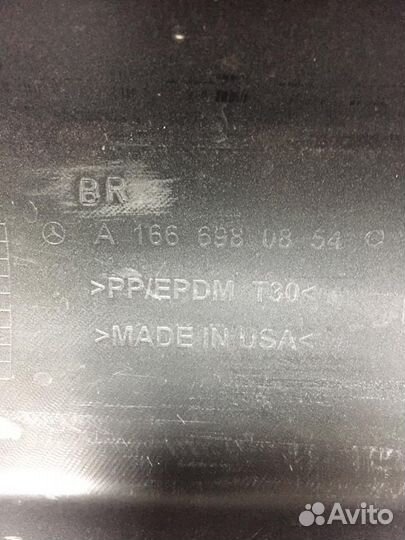 BR
A 166 698 08 54
>PP/EPDM T30<
>MADE IN USA<
Avito